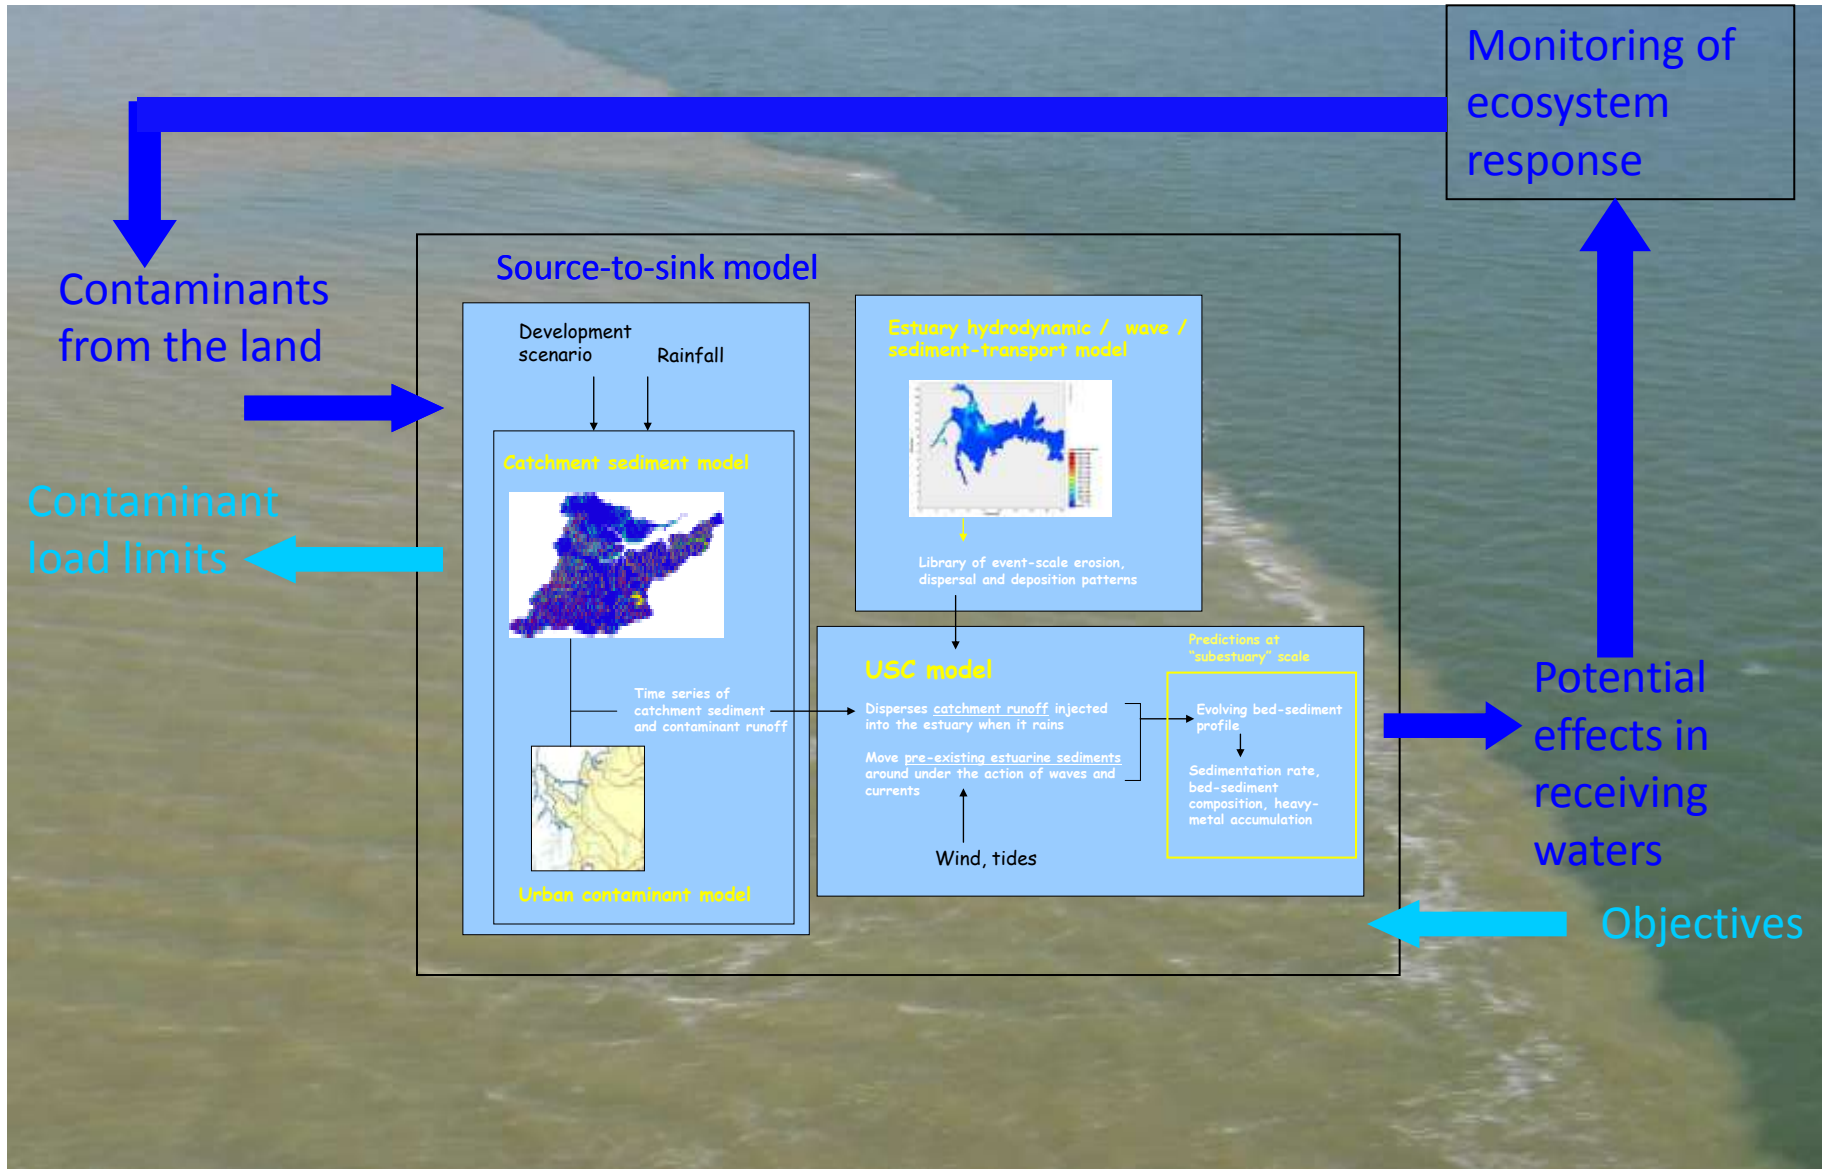 Monitoring of
ecosystem
response
Contaminants
from the land
Source-to-sink model
Development
scenario
Rainfall
Catchment sediment model
Time series of
catchment sediment
and contaminant runoff
Urban contaminant model
Estuary hydrodynamic / wave /
sediment-transport model
Library of event-scale erosion,
dispersal and deposition patterns
USC model
Disperses catchment runoff injected
into the estuary when it rains
Move pre-existing estuarine sediments
around under the action of waves and
currents
Wind, tides
Predictions at
“subestuary” scale
Evolving bed-sediment
profile
Sedimentation rate,
bed-sediment
composition, heavy-
metal accumulation
Contaminant
load limits
Potential
effects in
receiving
waters
Objectives